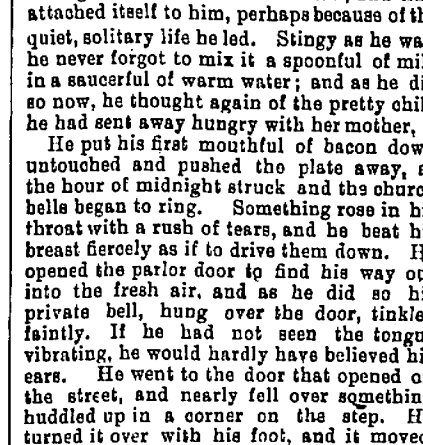 attached itself to him, perhaps because of th
quiet, solitary life he led. Stingy as he wa
he never forgot to mix it a spoonful of mil
in a saucerful of warm water; and as he di
so now, he thought again of the pretty chil
he had sent away hungry with her mother,
He put his first mouthful of bacon dow
untouched and pushed the plate away, a
the hour of midnight struck and the churc
bells began to ring. Something rose in h
throat with a rush of tears, and he beat h
breast fiercely as if to drive them down. H
opened the parlor door to find his way ou
into the fresh air, and as he did so hi
private bell, hung over the door, tinkle
faintly. If he had not seen the tongu
vibrating, he would hardly have believed hi
ears. He went to the door that opened o
the street, and nearly fell over somethin
huddled up in a corner on the step. H
turned it over with his foot, and it move